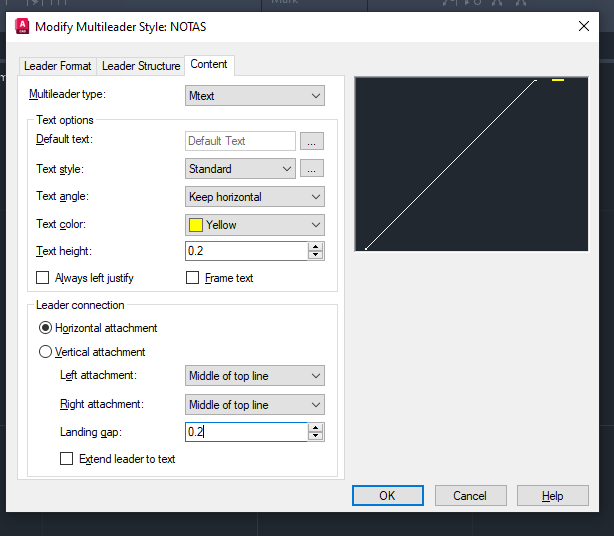 Mark
A CAD Modify Multileader Style: NOTAS
Leader Format Leader Structure Content
Multileader type: Mtext
Text options
Default text: Default Text ...
Text style: Standard ...
Text angle: Keep horizontal
Text color: Yellow
Text height: 0.2
Always left justify Frame text
Leader connection
Horizontal attachment
Vertical attachment
Left attachment: Middle of top line
Right attachment: Middle of top line
Landing gap: 0.2
Extend leader to text
OK Cancel Help